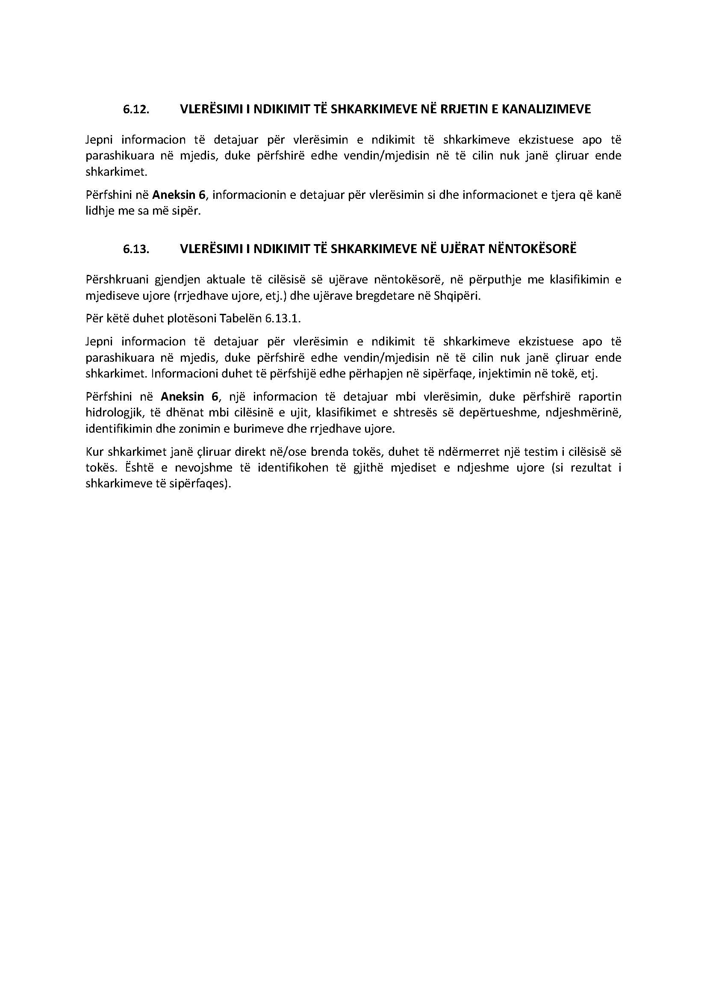 6.12. VLERËSIMI I NDIKIMIT TË SHKARKIMEVE NË RRJETIN E KANALIZIMEVE
Jepni informacion të detajuar për vlerësimin e ndikimit të shkarkimeve ekzistuese apo të
parashikuara në mjedis, duke përfshirë edhe vendin/mjedisin në të cilin nuk janë çliruar ende
shkarkimet.
Përfshini në Aneksin 6, informacionin e detajuar për vlerësimin si dhe informacionet e tjera që kanë
lidhje me sa më sipër.
6.13. VLERËSIMI I NDIKIMIT TË SHKARKIMEVE NË UJËRAT NËNTOKËSORË
Përshkruani gjendjen aktuale të cilësisë së ujërave nëntokësorë, në përputhje me klasifikimin e
mjediseve ujore (rrjedhave ujore, etj.) dhe ujërave bregdetare në Shqipëri.
Për këtë duhet plotësoni Tabelën 6.13.1.
Jepni informacion të detajuar për vlerësimin e ndikimit të shkarkimeve ekzistuese apo të
parashikuara në mjedis, duke përfshirë edhe vendin/mjedisin në të cilin nuk janë çliruar ende
shkarkimet. Informacioni duhet të përfshijë edhe përhapjen në sipërfaqe, injektimin në tokë, etj.
Përfshini në Aneksin 6, një informacion të detajuar mbi vlerësimin, duke përfshirë raportin
hidrologjik, të dhënat mbi cilësinë e ujit, klasifikimet e shtresës së depërtueshme, ndjeshmërinë,
identifikimin dhe zonimin e burimeve dhe rrjedhave ujore.
Kur shkarkimet janë çliruar direkt në/ose brenda tokës, duhet të ndërmerret një testim i cilësisë së
tokës. Është e nevojshme të identifikohen të gjithë mjediset e ndjeshme ujore (si rezultat i
shkarkimeve të sipërfaqes).